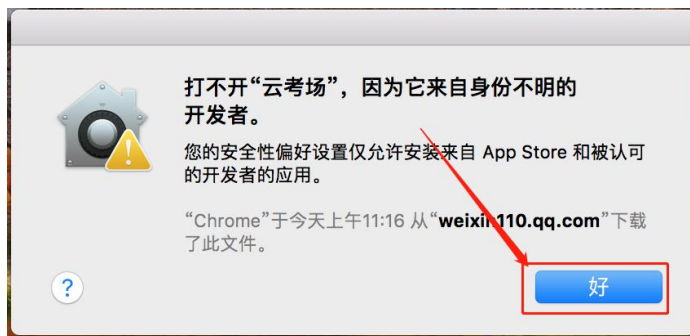 打不开“云考场”，因为它来自身份不明的
开发者。
您的安全性偏好设置仅允许安装来自 App Store 和被认可
的开发者的应用。
“Chrome”于今天上午11:16 从“weixin110.qq.com”下载
了此文件。
?
好